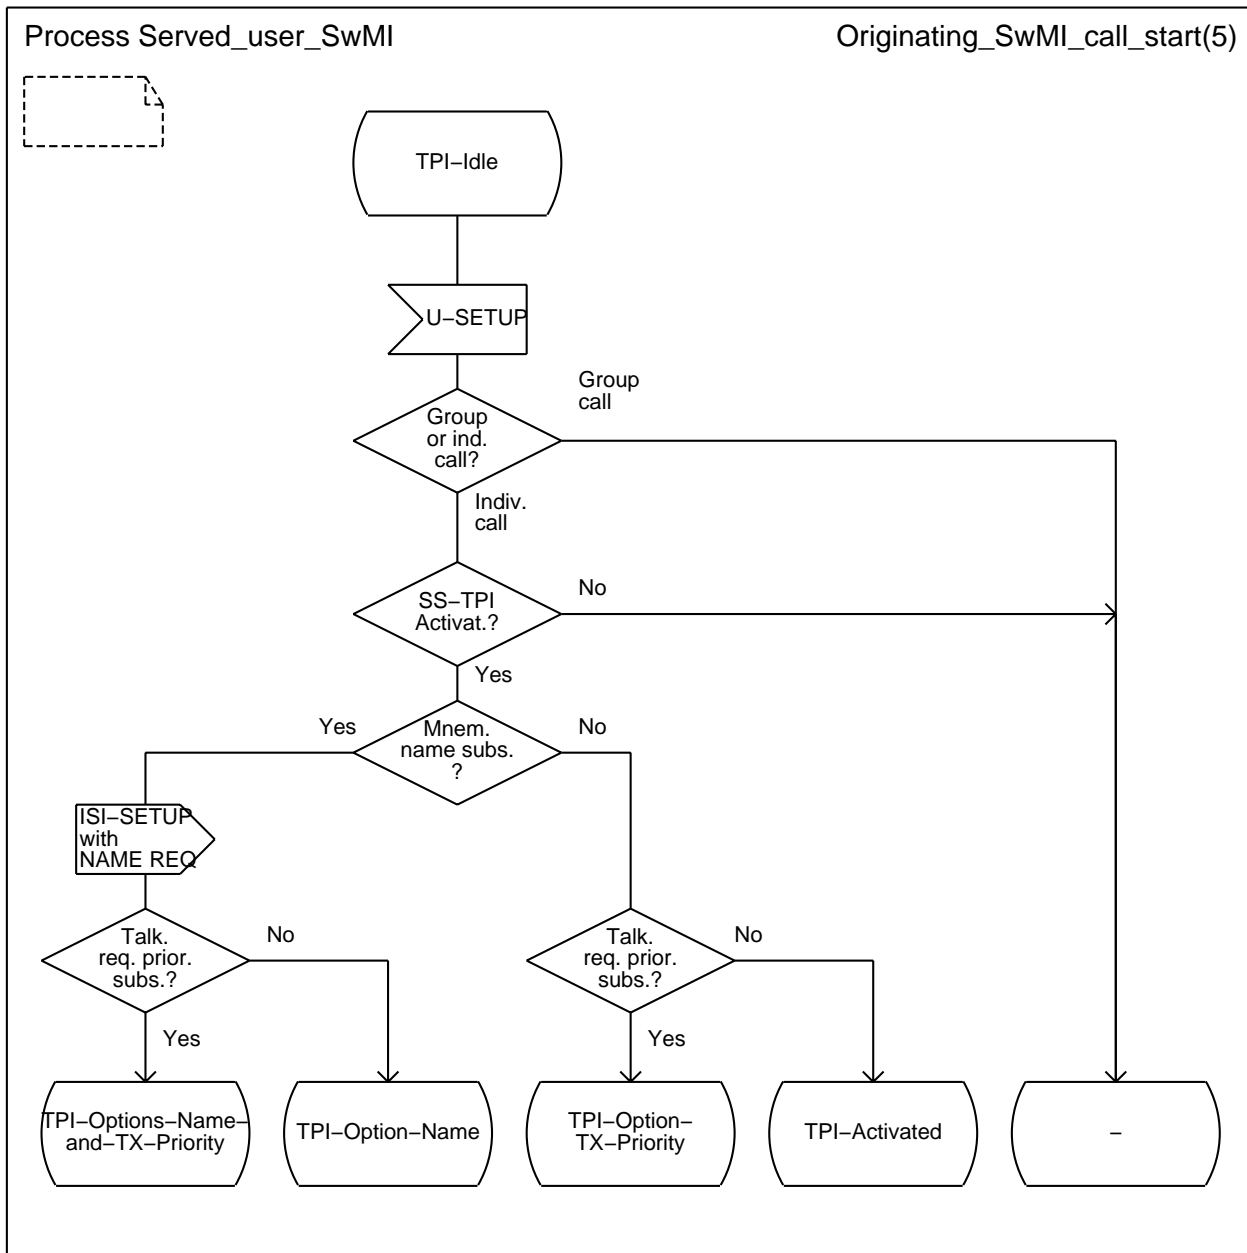 Process Served_user_SwMI
Originating_SwMI_call_start(5)
TPI−Idle
U−SETUP
Group
call
Group
or ind.
call?
Indiv.
call
SS−TPI
Activat.?
No
Yes
Yes
Mnem.
name subs.
?
No
ISI−SETUP
with
NAME REQ
Talk.
req. prior.
subs.?
No
Talk.
req. prior.
subs.?
No
Yes
Yes
TPI−Options−Name−
and−TX−Priority
TPI−Option−Name
TPI−Option−
TX−Priority
TPI−Activated
−